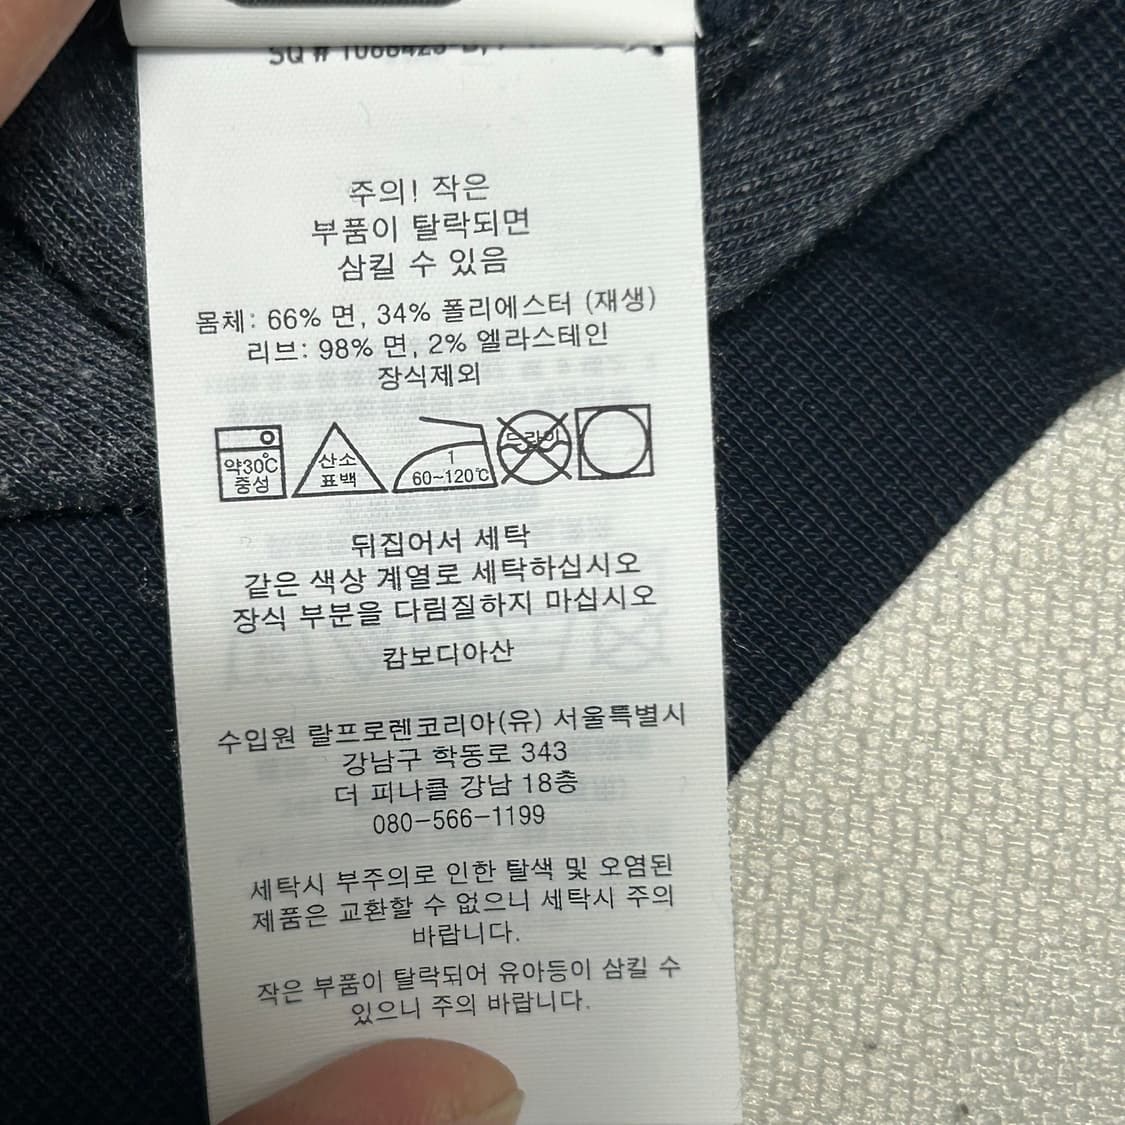 주의! 작은
부품이 탈락되면
삼킬 수 있음
몸체: 66% 면, 34% 폴리에스터 (재생)
리브: 98% 면, 2% 엘라스테인
장식제외
약30℃
중성
산소
표백
1
60~120℃
드라이
뒤집어서 세탁
같은 색상 계열로 세탁하십시오
장식 부분을 다림질하지 마십시오
캄보디아산
수입원 랄프로렌코리아(유) 서울특별시
강남구 학동로 343
더 피나클 강남 18층
080-566-1199
세탁시 부주의로 인한 탈색 및 오염된
제품은 교환할 수 없으니 세탁시 주의
바랍니다.
작은 부품이 탈락되어 유아등이 삼킬 수
있으니 주의 바랍니다.